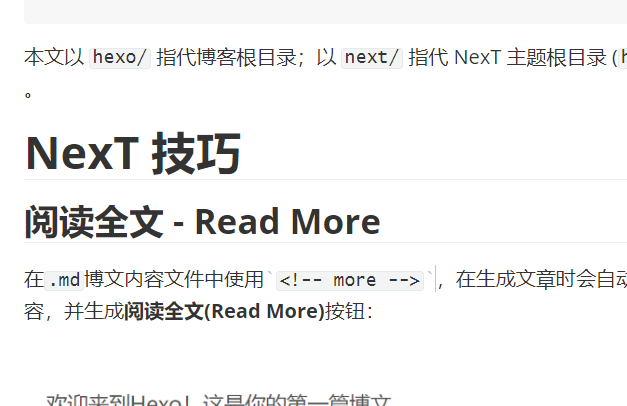 本文以 hexo/ 指代博客根目录；以 next/ 指代 NexT 主题根目录 (
。
NexT 技巧
阅读全文 - Read More
在.md博文内容文件中使用`<!-- more -->`，在生成文章时会自动
容，并生成阅读全文(Read More)按钮：
欢迎来到Hexo！这是你的第一篇博文